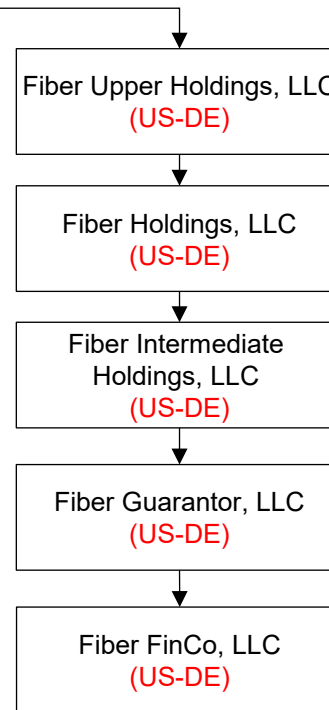 Fiber Upper Holdings, LLC
(US-DE)
Fiber Holdings, LLC
(US-DE)
Fiber Intermediate
Holdings, LLC
(US-DE)
Fiber Guarantor, LLC
(US-DE)
Fiber FinCo, LLC
(US-DE)